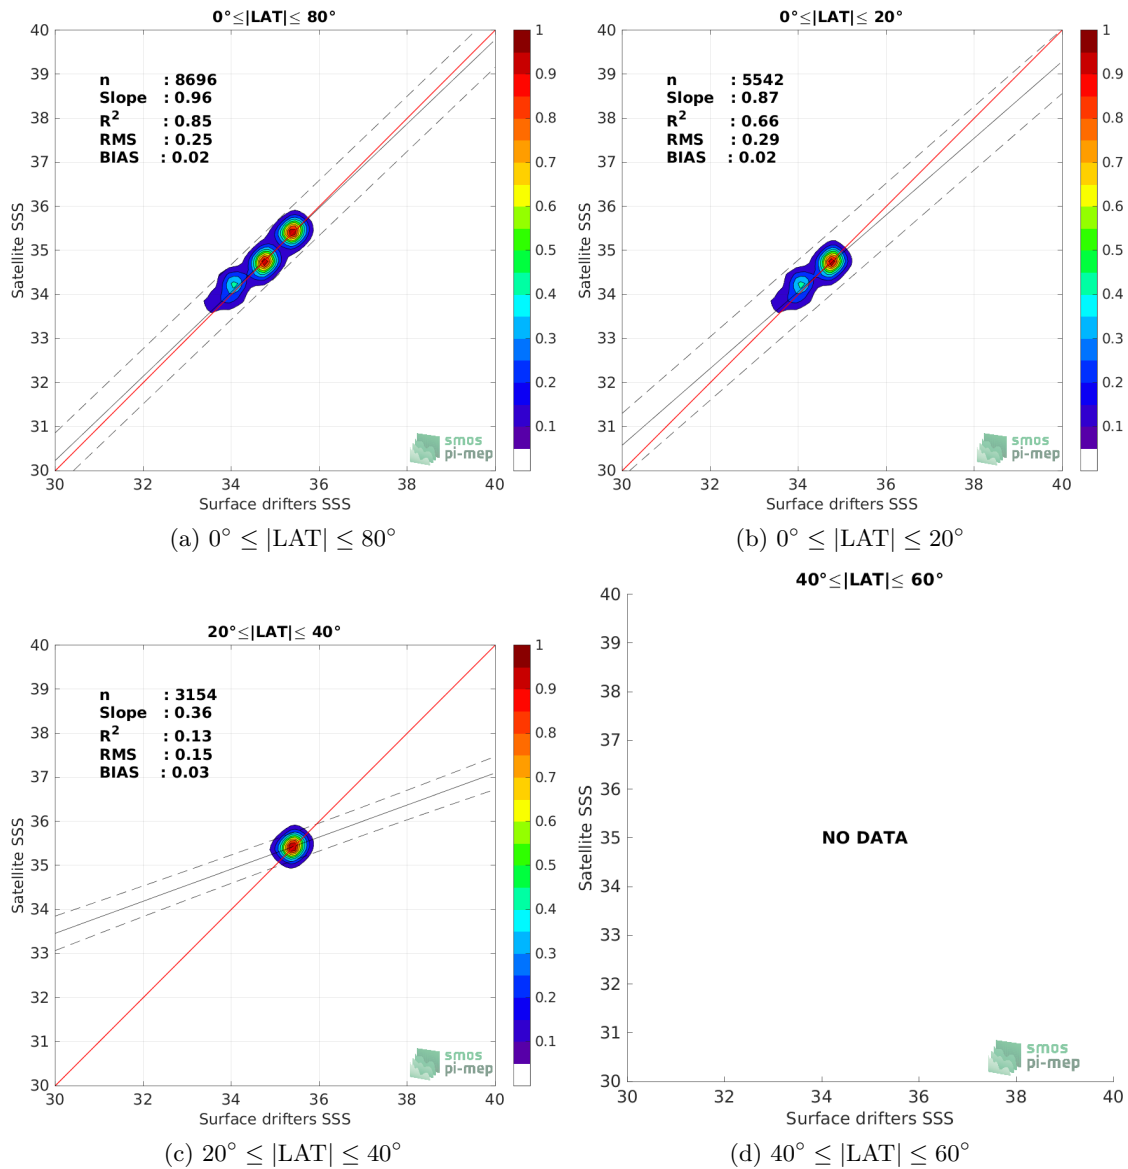 0°≤|LAT|≤ 80°
40
39
38
37
36
35
34
33
32
31
30
Satellite SSS
n : 8696
Slope : 0.96
R2 : 0.85
RMS : 0.25
BIAS : 0.02
smos
pi-mep
30 32 34 36 38 40
Surface drifters SSS
1
0.9
0.8
0.7
0.6
0.5
0.4
0.3
0.2
0.1
(a) 0° ≤ |LAT| ≤ 80°
0°≤|LAT|≤ 20°
40
39
38
37
36
35
34
33
32
31
30
Satellite SSS
n : 5542
Slope : 0.87
R2 : 0.66
RMS : 0.29
BIAS : 0.02
smos
pi-mep
30 32 34 36 38 40
Surface drifters SSS
1
0.9
0.8
0.7
0.6
0.5
0.4
0.3
0.2
0.1
(b) 0° ≤ |LAT| ≤ 20°
20°≤|LAT|≤ 40°
40
39
38
37
36
35
34
33
32
31
30
Satellite SSS
n : 3154
Slope : 0.36
R2 : 0.13
RMS : 0.15
BIAS : 0.03
smos
pi-mep
30 32 34 36 38 40
Surface drifters SSS
1
0.9
0.8
0.7
0.6
0.5
0.4
0.3
0.2
0.1
(c) 20° ≤ |LAT| ≤ 40°
40°≤|LAT|≤ 60°
40
39
38
37
36
35
34
33
32
31
30
Satellite SSS
NO DATA
smos
pi-mep
30 32 34 36 38 40
Surface drifters SSS
(d) 40° ≤ |LAT| ≤ 60°